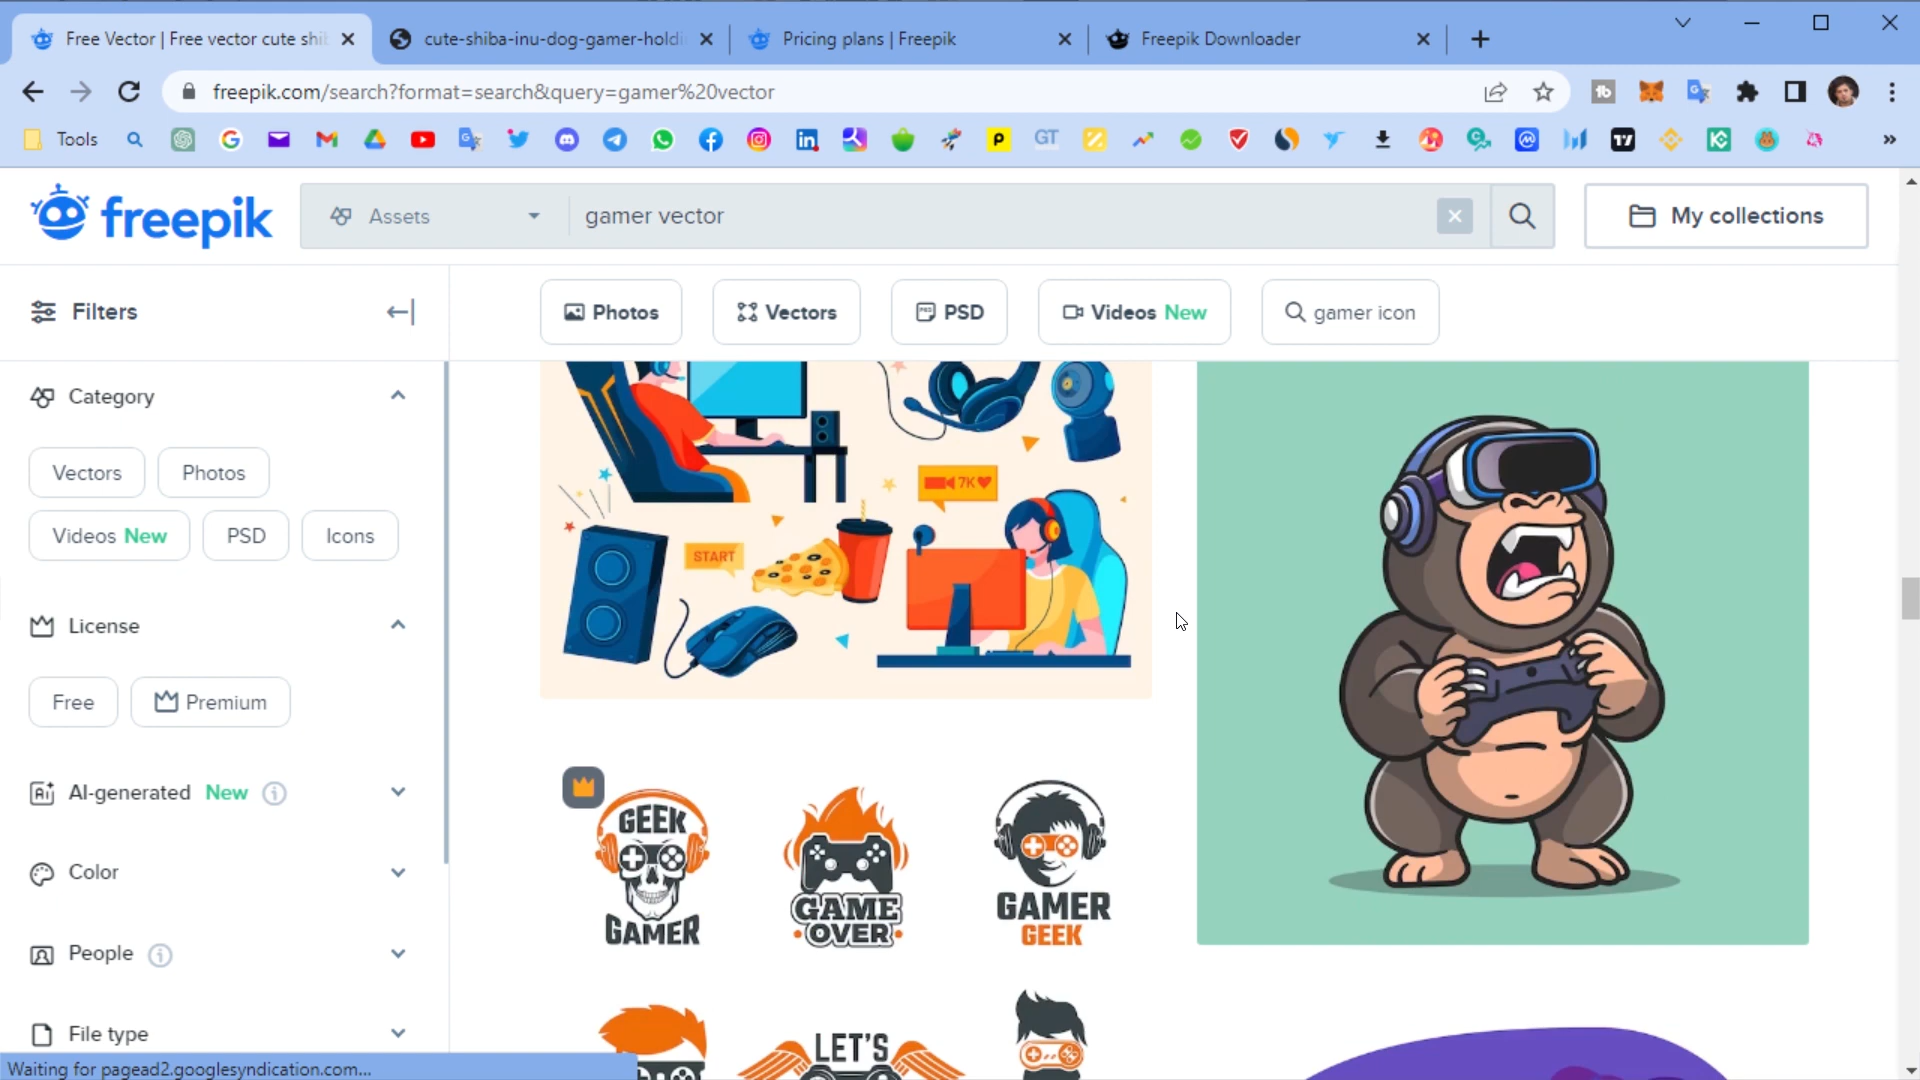 Free Vector | Free vector cute shib
cute-shiba-inu-dog-gamer-holdi
Pricing plans | Freepik
Freepik Downloader
freepik.com/search?format=search&query=gamer%20vector
Tools
freepik
Assets
gamer vector
My collections
Filters
Photos
Vectors
PSD
Videos New
gamer icon
Category
Vectors
Photos
Videos New
PSD
Icons
License
Free
Premium
AI-generated New
Color
People
File type
7K
START
GEEK
GAMER
GAME
OVER
GAMER
GEEK
LET'S
Waiting for pagead2.googlesyndication.com...